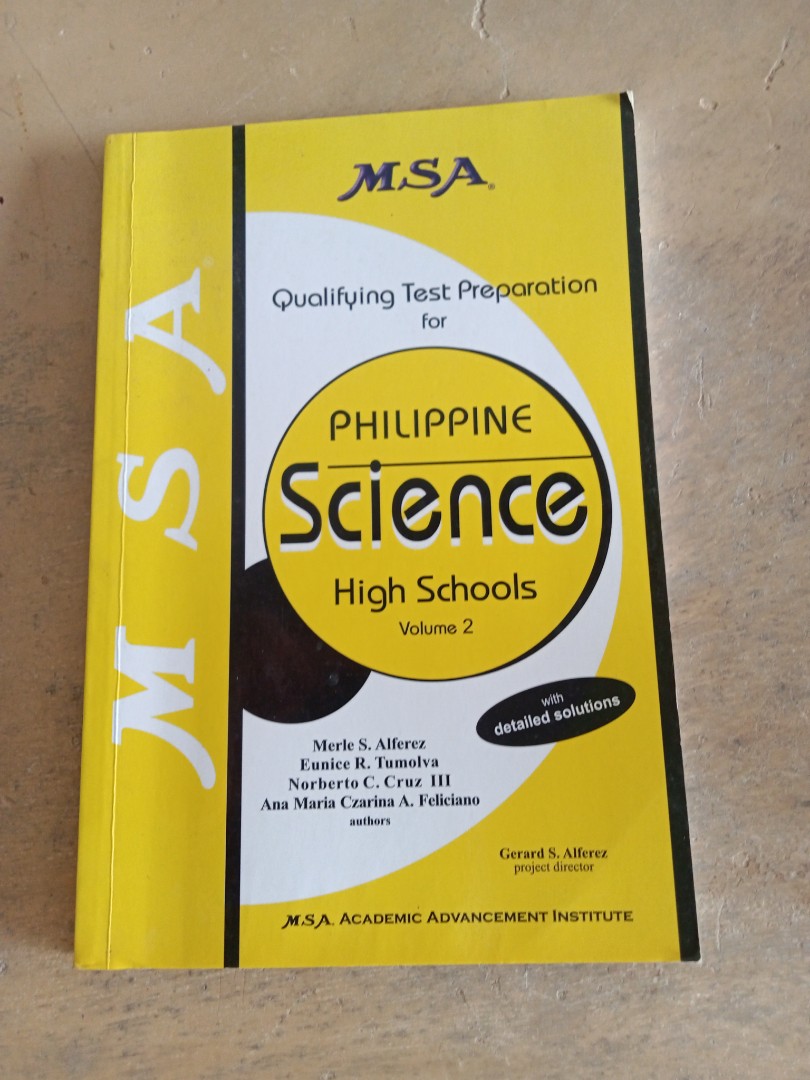 M S A
MSA®
Qualifying Test Preparation
for
PHILIPPINE
Science
High Schools
Volume 2
with
detailed solutions
Merle S. Alferez
Eunice R. Tumolva
Norberto C. Cruz III
Ana Maria Czarina A. Feliciano
authors
Gerard S. Alferez
project director
MSA. ACADEMIC ADVANCEMENT INSTITUTE